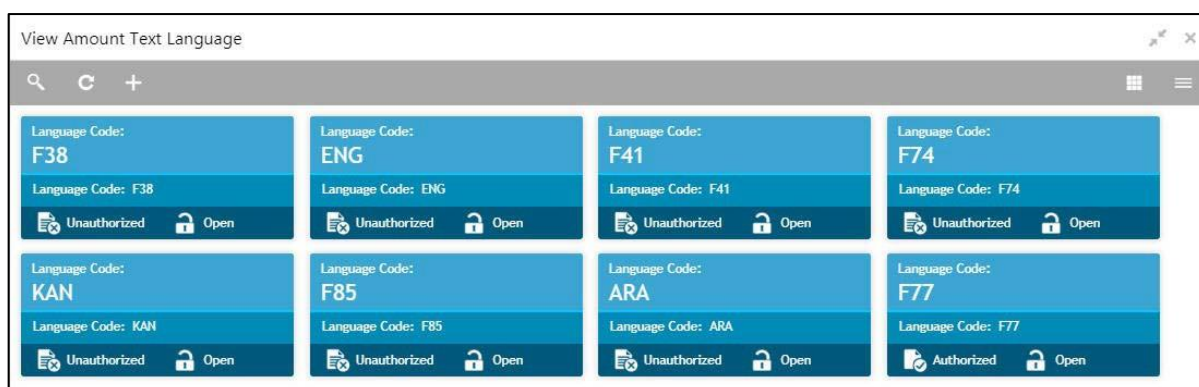 View Amount Text Language
Language Code: Language Code: Language Code: Language Code:
F38 ENG F41 F74
Language Code: F38 Language Code: ENG Language Code: F41 Language Code: F74
Unauthorized Open Unauthorized Open Unauthorized Open Unauthorized Open
Language Code: Language Code: Language Code: Language Code:
KAN F85 ARA F77
Language Code: KAN Language Code: F85 Language Code: ARA Language Code: F77
Unauthorized Open Unauthorized Open Unauthorized Open Authorized Open